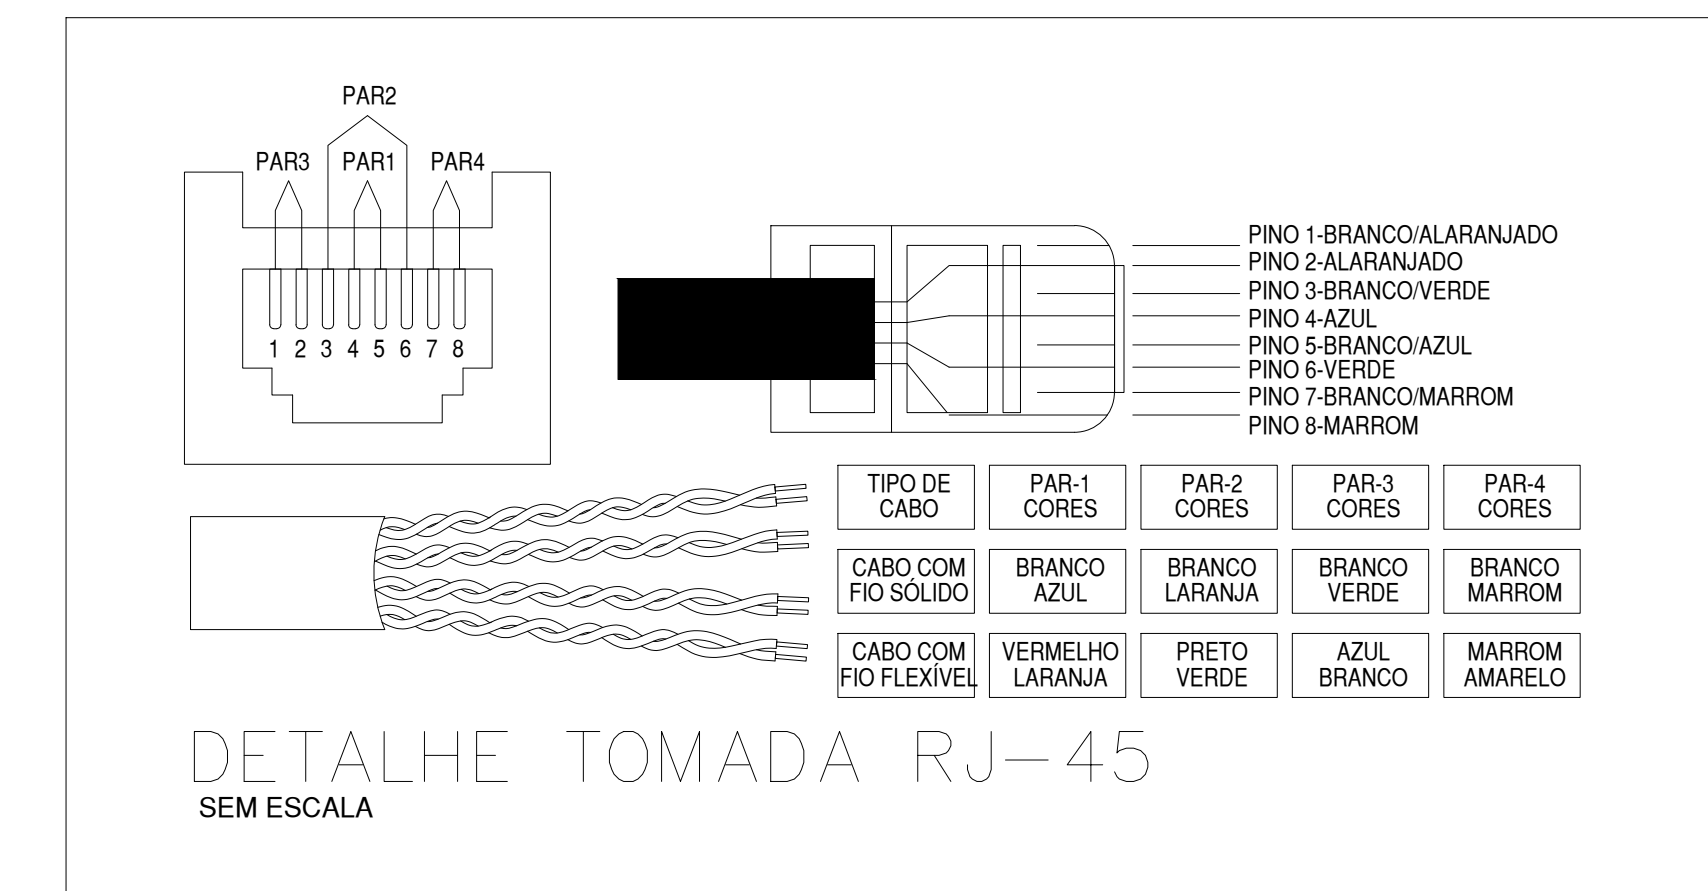 PAR2
PAR3 PAR1 PAR4
1 2 3 4 5 6 7 8
PINO 1-BRANCO/ALARANJADO
PINO 2-ALARANJADO
PINO 3-BRANCO/VERDE
PINO 4-AZUL
PINO 5-BRANCO/AZUL
PINO 6-VERDE
PINO 7-BRANCO/MARROM
PINO 8-MARROM
TIPO DE
CABO
PAR-1
CORES
PAR-2
CORES
PAR-3
CORES
PAR-4
CORES
CABO COM
FIO SÓLIDO
BRANCO
AZUL
BRANCO
LARANJA
BRANCO
VERDE
BRANCO
MARROM
CABO COM
FIO FLEXÍVEL
VERMELHO
LARANJA
PRETO
VERDE
AZUL
BRANCO
MARROM
AMARELO
DETALHE TOMADA RJ-45
SEM ESCALA